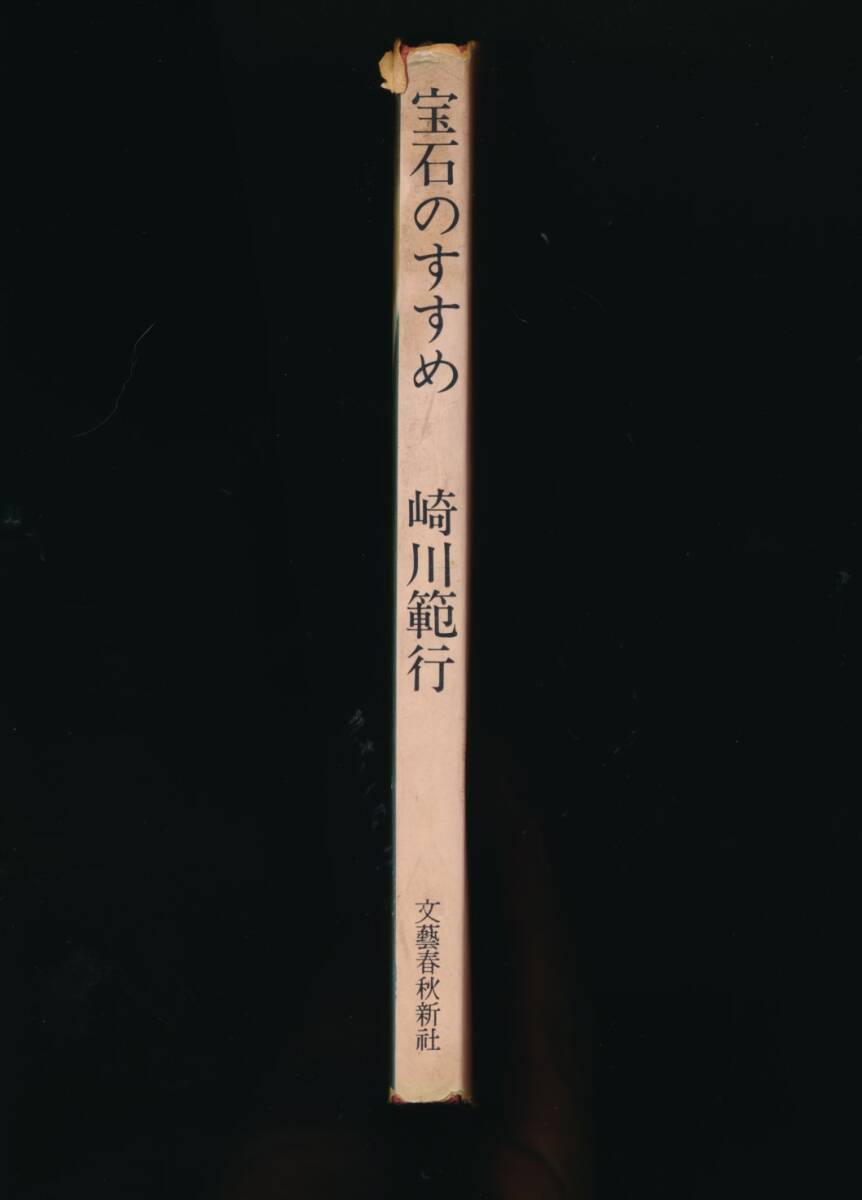 宝石のすすめ
崎川範行
文藝春秋新社